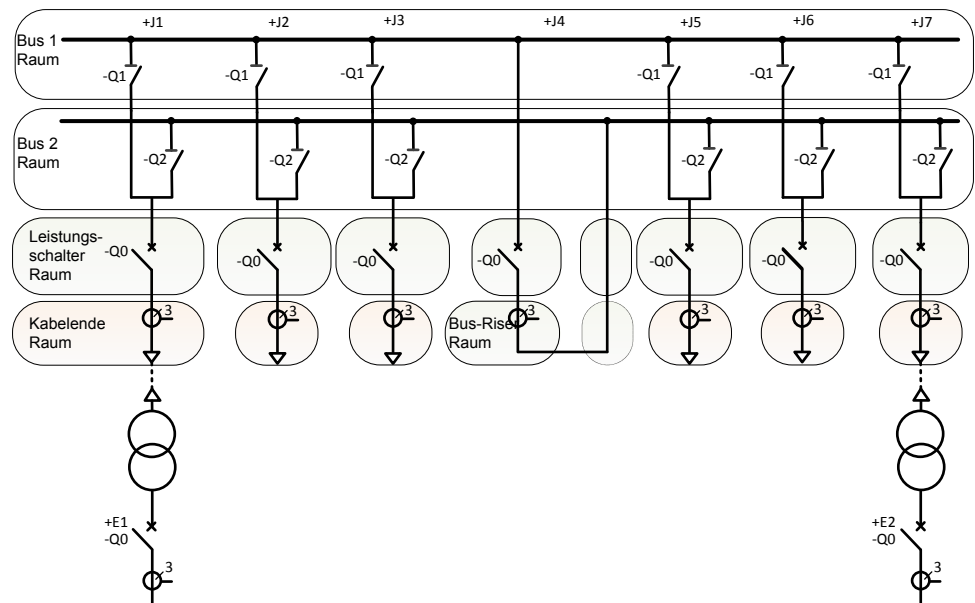 +J1 +J2 +J3 +J4 +J5 +J6 +J7
Bus 1
Raum
-Q1 -Q1 -Q1 -Q1 -Q1 -Q1
Bus 2
Raum
-Q2 -Q2 -Q2 -Q2 -Q2 -Q2
Leistungs-
schalter
Raum
-Q0 -Q0 -Q0 -Q0 -Q0 -Q0 -Q0
Kabelende
Raum
3 3 3 3 3 3 3
Bus-Riser
Raum
+E1 +E2
-Q0 -Q0
3 3